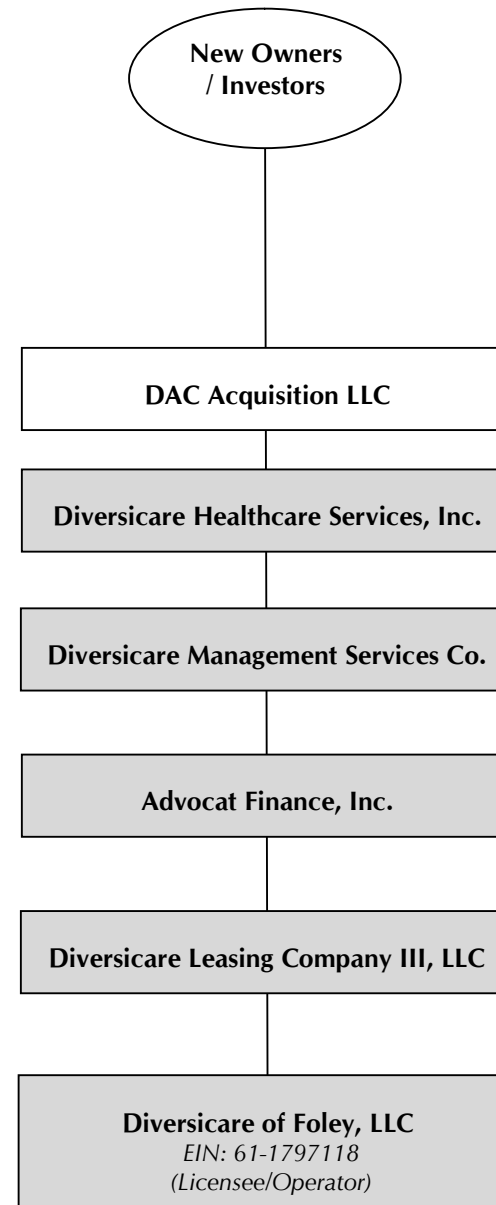 New Owners
/ Investors
DAC Acquisition LLC
Diversicare Healthcare Services, Inc.
Diversicare Management Services Co.
Advocat Finance, Inc.
Diversicare Leasing Company III, LLC
Diversicare of Foley, LLC
EIN: 61-1797118
(Licensee/Operator)